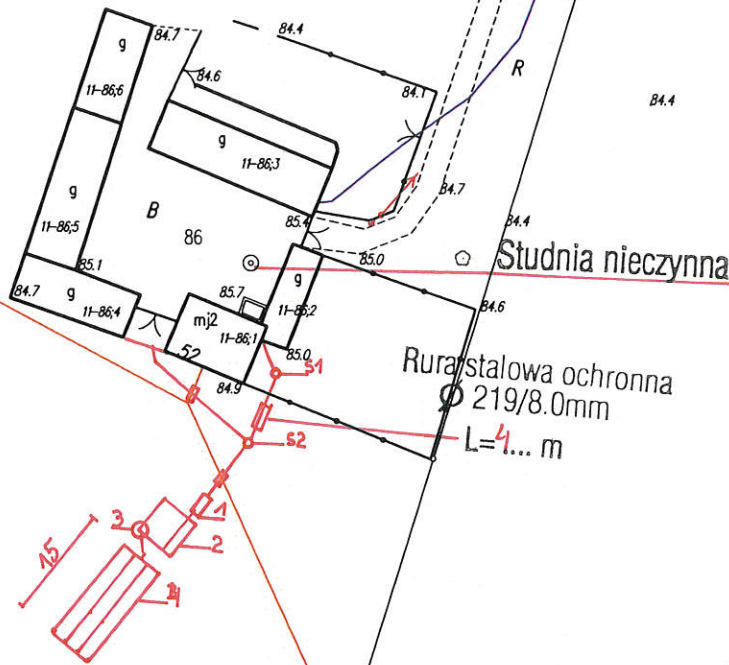 84.7
84.4
g
84.6
R
11-86;6
84.1
84.4
g
11-86;3
g
84.7
B
86
85.4
84.4
11-86;5
Studnia nieczynna
85.1
85.0
g
84.7
g
85.7
11-86;2
84.6
11-86;4
mj2
11-86;1
52
85.0
S1
84.9
Rura stalowa ochronna
Ø 219/8.0mm
L=4... m
S2
3
1
2
15